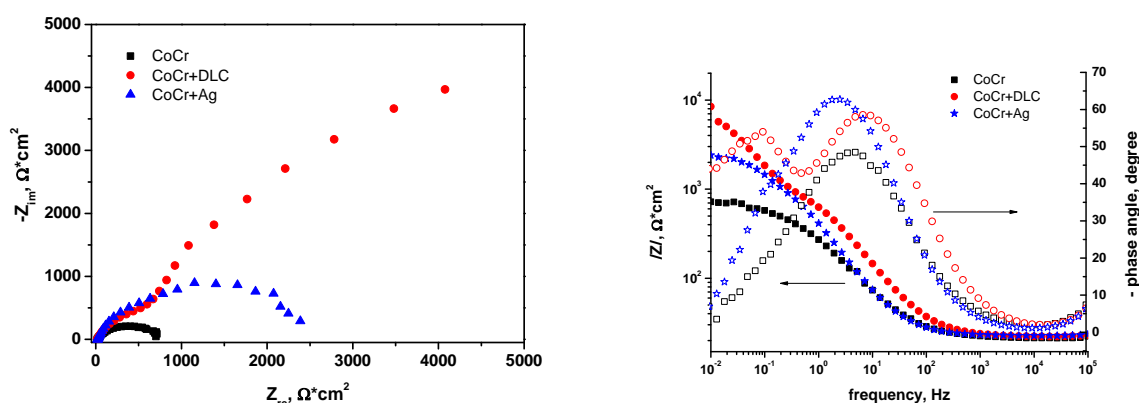 5000
4000
3000
2000
1000
0
-Z_Im, Ω*cm²
CoCr
CoCr+DLC
CoCr+Ag
0 1000 2000 3000 4000 5000
Ω*cm²
10⁴
10³
10²
/Z/, Ω*cm²
CoCr
CoCr+DLC
CoCr+Ag
70
60
50
40
30
20
10
0
- phase angle, degree
10⁻² 10⁻¹ 10⁰ 10¹ 10² 10³ 10⁴ 10⁵
frequency, Hz